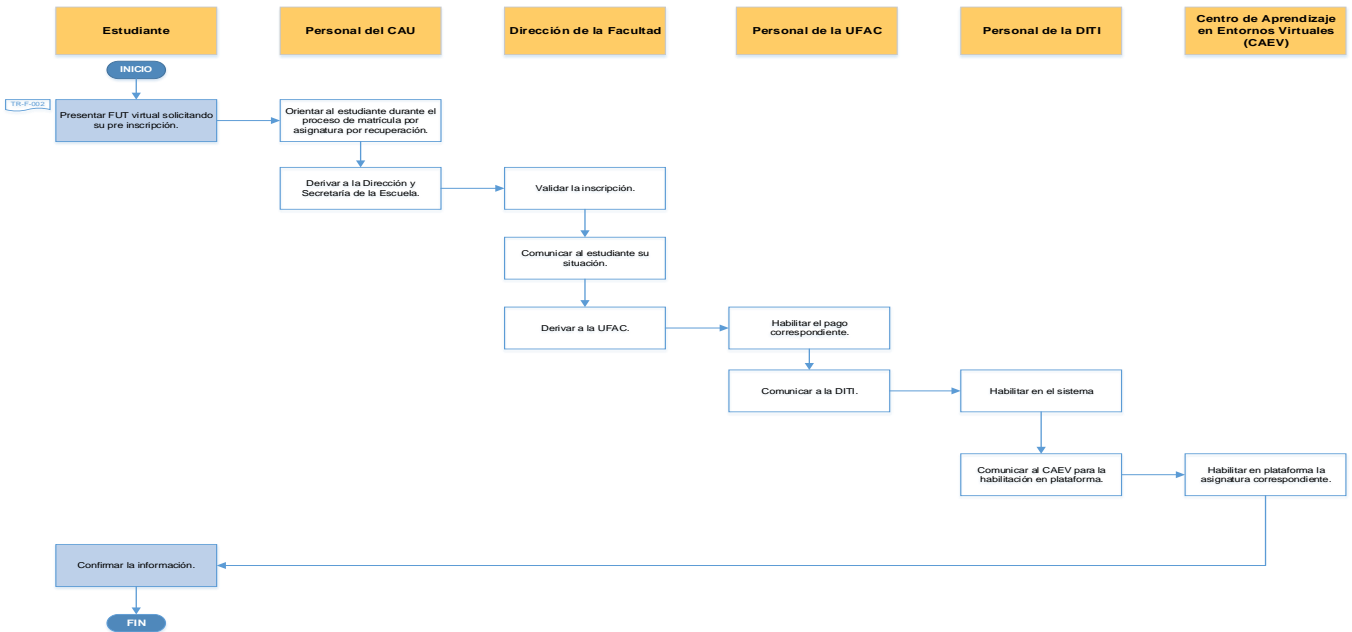 Estudiante
Personal del CAU
Dirección de la Facultad
Personal de la UFAC
Personal de la DITI
Centro de Aprendizaje
en Entornos Virtuales
(CAEV)
INICIO
TR-F-002
Presentar FUT virtual solicitando
su pre inscripción.
Orientar al estudiante durante el
proceso de matrícula por
asignatura por recuperación.
Derivar a la Dirección y
Secretaría de la Escuela.
Validar la inscripción.
Comunicar al estudiante su
situación.
Derivar a la UFAC.
Habilitar el pago
correspondiente.
Comunicar a la DITI.
Habilitar en el sistema
Comunicar al CAEV para la
habilitación en plataforma.
Habilitar en plataforma la
asignatura correspondiente.
Confirmar la información.
FIN